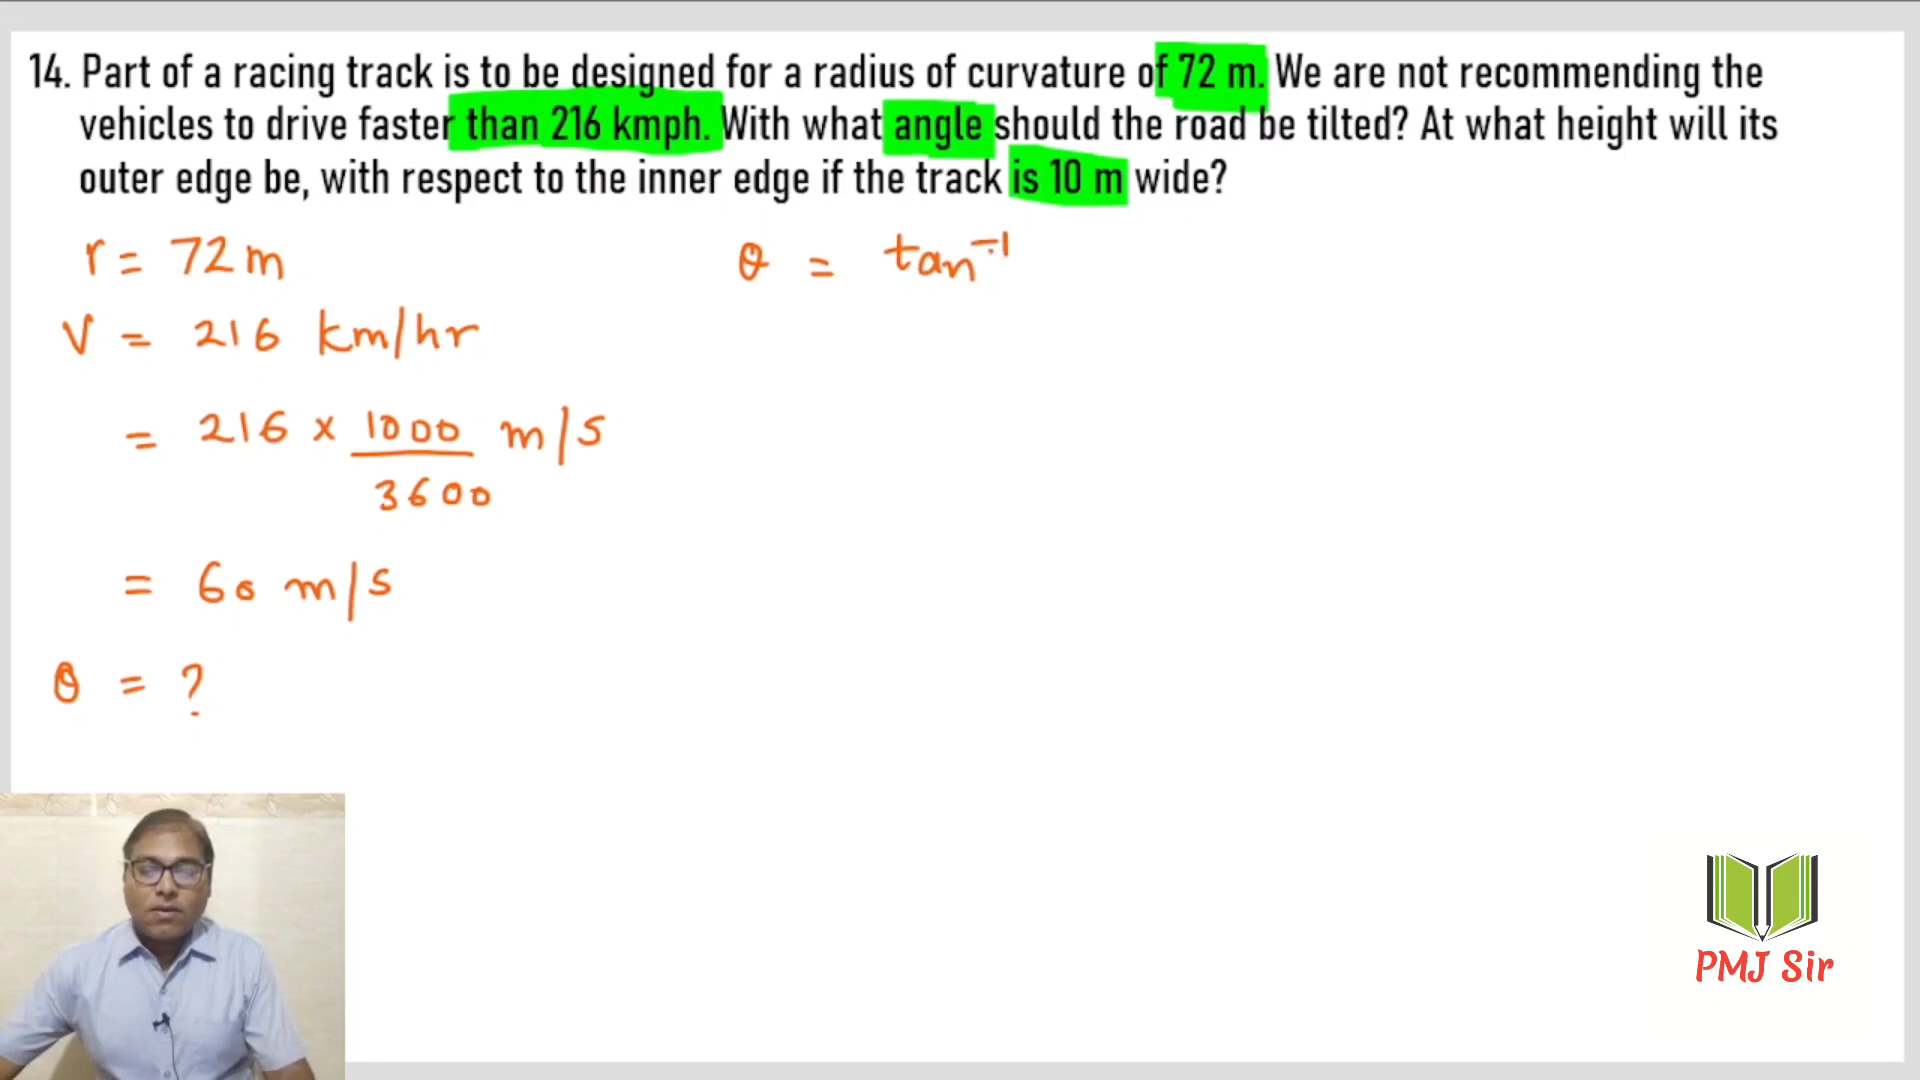 14. Part of a racing track is to be designed for a radius of curvature of 72 m. We are not recommending the
vehicles to drive faster than 216 kmph. With what angle should the road be tilted? At what height will its
outer edge be, with respect to the inner edge if the track is 10 m wide?
r = 72 m
θ = tan⁻¹
V = 216 km/hr
= 216 × 1000/3600 m/s
= 60 m/s
θ = ?
PMJ Sir